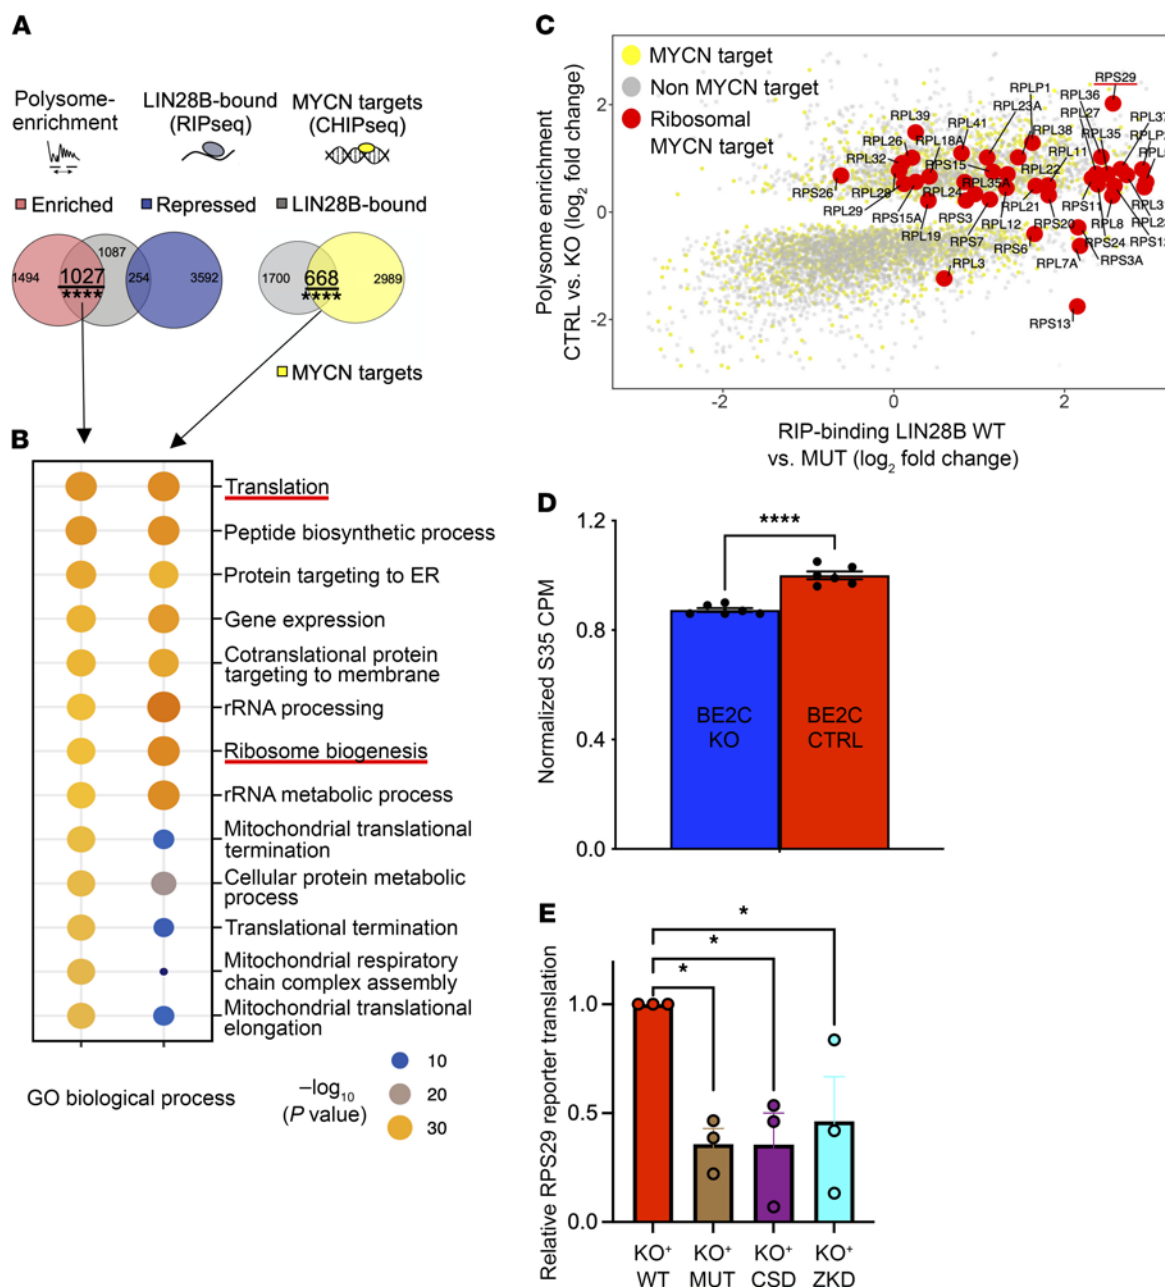 A
Polysome-
enrichment
LIN28B-bound
(RIPseq)
MYCN targets
(CHIPseq)
Enriched
Repressed
LIN28B-bound
1494
1027
****
1087
254
3592
1700
668
****
2989
MYCN targets
B
Translation
Peptide biosynthetic process
Protein targeting to ER
Gene expression
Cotranslational protein
targeting to membrane
rRNA processing
Ribosome biogenesis
rRNA metabolic process
Mitochondrial translational
termination
Cellular protein metabolic
process
Translational termination
Mitochondrial respiratory
chain complex assembly
Mitochondrial translational
elongation
GO biological process
–log10
(P value)
10
20
30
C
Polysome enrichment
CTRL vs. KO (log2 fold change)
MYCN target
Non MYCN target
Ribosomal
MYCN target
2
0
-2
RPS29
RPL36
RPLP1
RPL27
RPL23A
RPL37
RPL39
RPL41
RPL38
RPL35
RPL26
RPL18A
RPL11
RPL32
RPS15
RPL22
RPS26
RPL28
RPL24
RPL35A
RPS11
RPL29
RPS15A
RPS3
RPL12
RPL21
RPS20
RPL8
RPL19
RPS7
RPS6
RPS24
RPL3
RPL7A
RPS3A
RPS13
-2
0
2
RIP-binding LIN28B WT
vs. MUT (log2 fold change)
D
Normalized S35 CPM
1.2
0.8
0.4
0.0
****
BE2C
KO
BE2C
CTRL
E
Relative RPS29 reporter translation
1.0
0.5
0.0
*
*
*
KO+
WT
KO+
MUT
KO+
CSD
KO+
ZKD